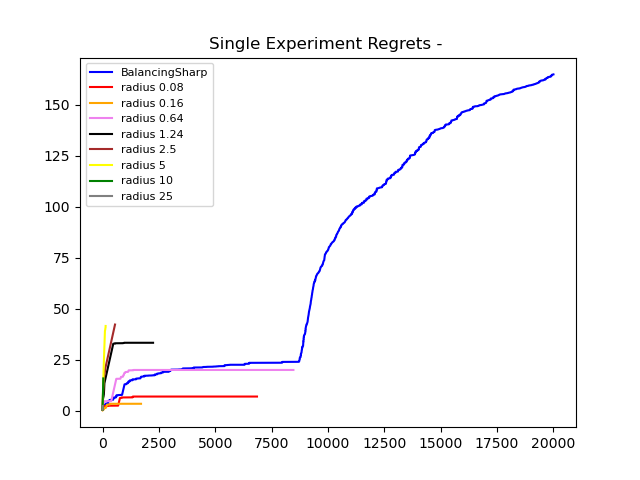 Single Experiment Regrets -
BalancingSharp
radius 0.08
radius 0.16
radius 0.64
radius 1.24
radius 2.5
radius 5
radius 10
radius 25
150
125
100
75
50
25
0
0 2500 5000 7500 10000 12500 15000 17500 20000